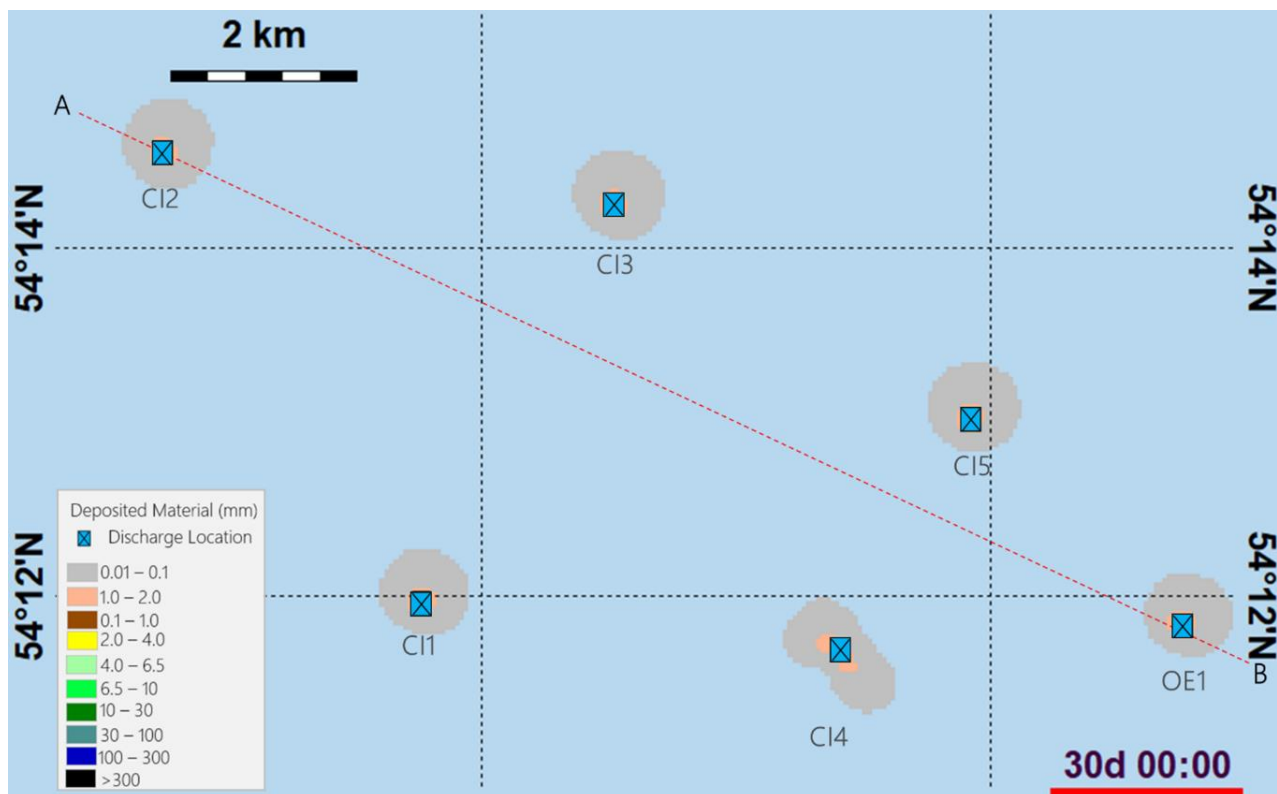 2 km
A
CI2
CI3
54°14'N
54°14'N
CI5
Deposited Material (mm)
Discharge Location
0.01 – 0.1
1.0 – 2.0
0.1 – 1.0
2.0 – 4.0
4.0 – 6.5
6.5 – 10
10 – 30
30 – 100
100 – 300
>300
54°12'N
54°12'N
CI1
CI4
OE1
B
30d 00:00